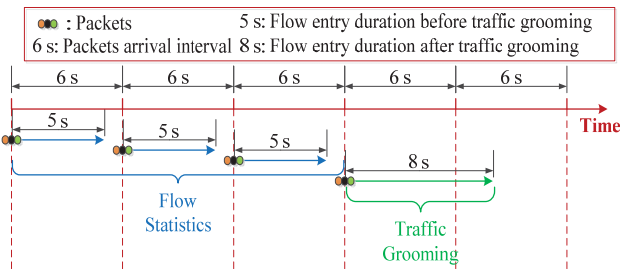 : Packets 5 s: Flow entry duration before traffic grooming
6 s: Packets arrival interval 8 s: Flow entry duration after traffic grooming
6 s 6 s 6 s 6 s 6 s
Time
5 s
5 s
5 s
8 s
Flow
Statistics
Traffic
Grooming